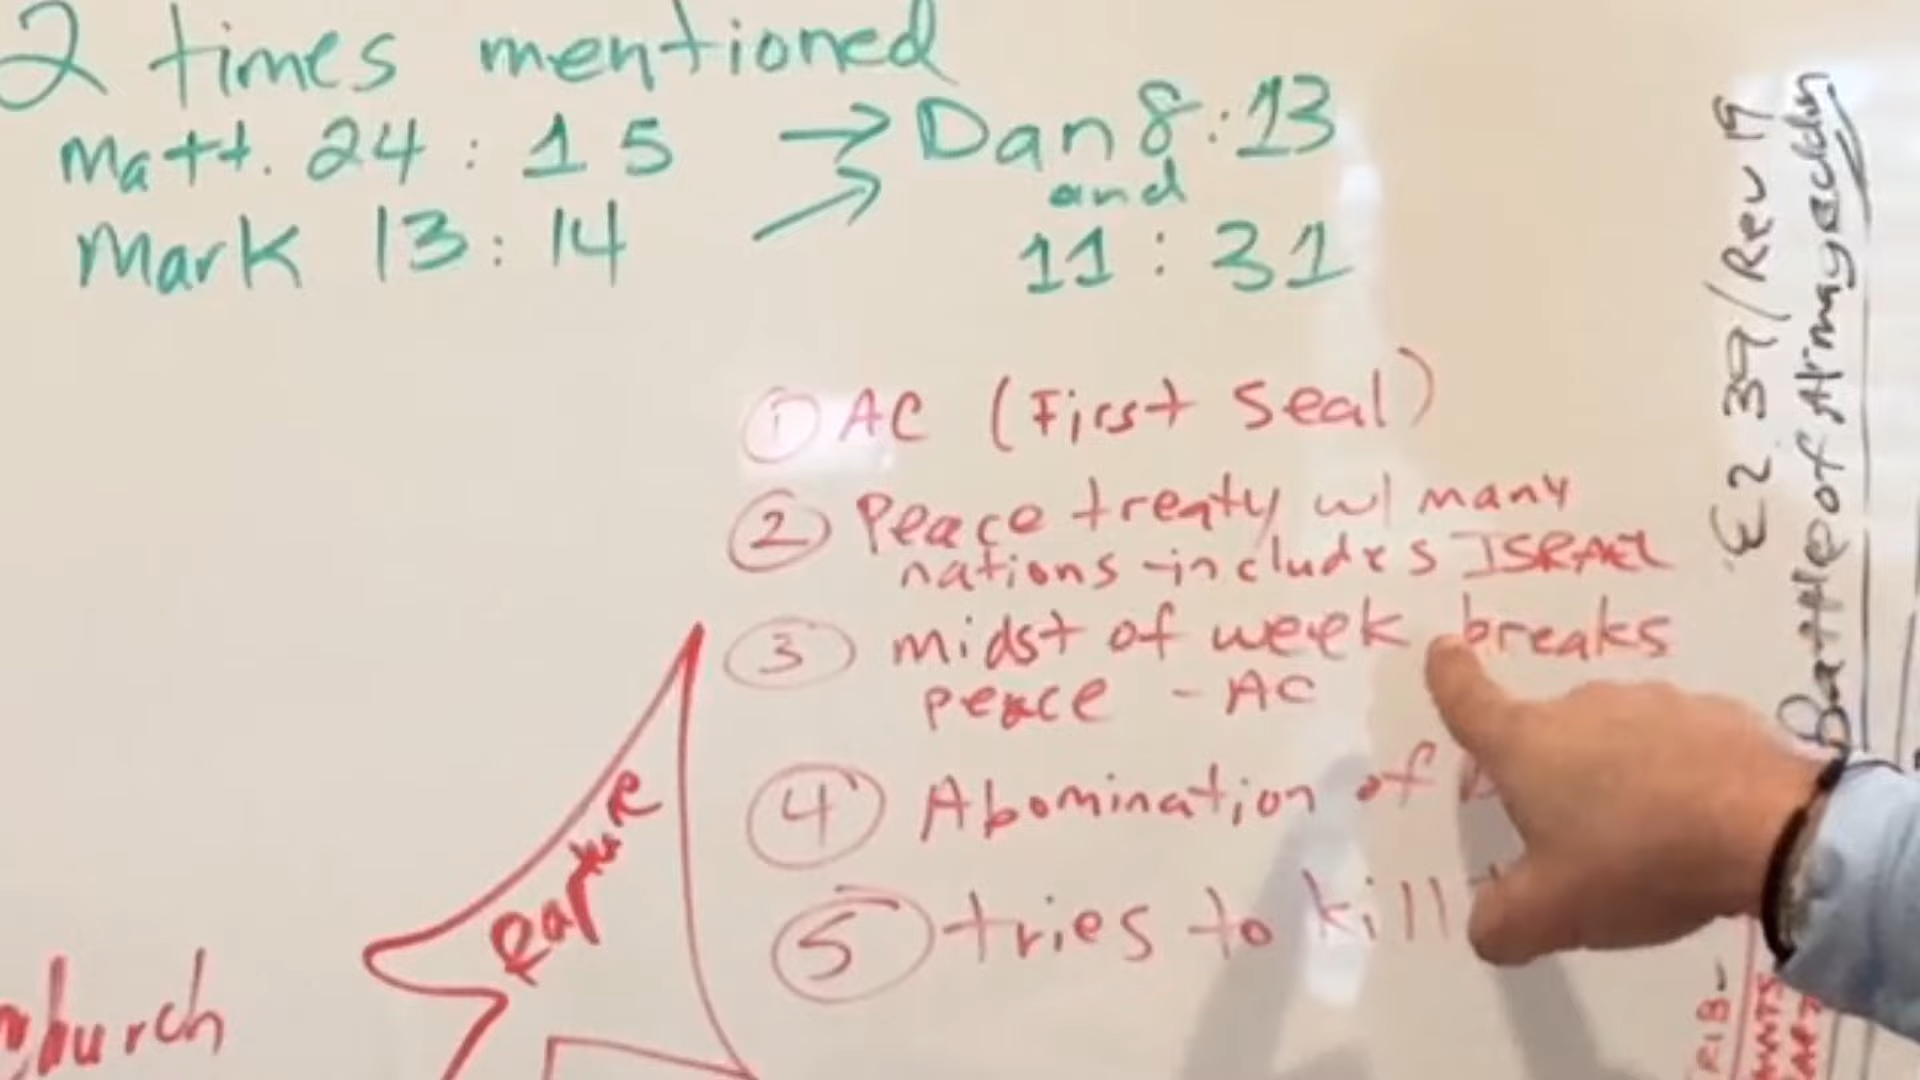 2 times mentioned
Matt. 24 : 15 → Dan 8:13
and
Mark 13:14 → 11:31
① AC (First Seal)
② Peace treaty w/ many
nations - includes ISRAEL
③ midst of week breaks
peace - AC
④ Abomination of
⑤ tries to kill
Rapture
church
Ez 39/Rev 19
Battle of Armageddon
RIB-